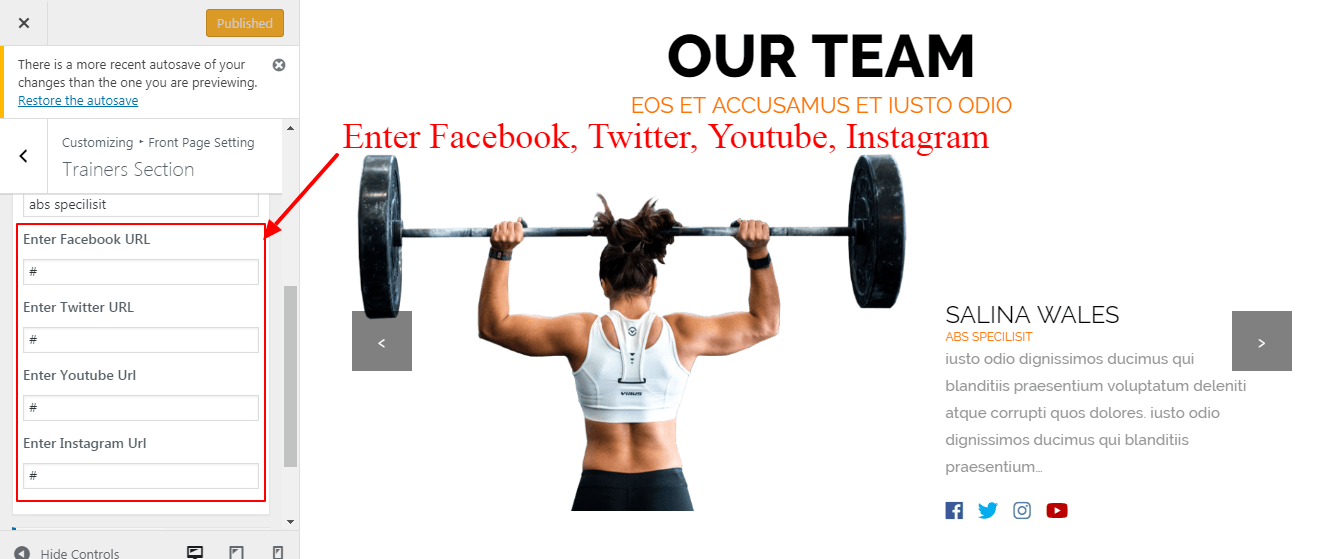 Published
There is a more recent autosave of your
changes than the one you are previewing.
Restore the autosave
Customizing ‣ Front Page Setting
Trainers Section
abs specilisit
Enter Facebook URL
#
Enter Twitter URL
#
Enter Youtube Url
#
Enter Instagram Url
#
Hide Controls
OUR TEAM
EOS ET ACCUSAMUS ET IUSTO ODIO
Enter Facebook, Twitter, Youtube, Instagram
VIRUS
<
SALINA WALES
ABS SPECILISIT
iusto odio dignissimos ducimus qui
blanditiis praesentium voluptatum deleniti
atque corrupti quos dolores. iusto odio
dignissimos ducimus qui blanditiis
praesentium…
>